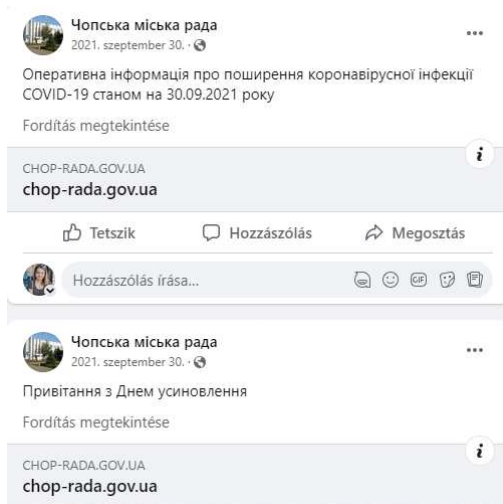 Чопська міська рада
2021. szeptember 30. ·
Оперативна інформація про поширення коронавірусної інфекції
COVID-19 станом на 30.09.2021 року
Fordítás megtekintése
CHOP-RADA.GOV.UA
chop-rada.gov.ua
Tetszik Hozzászólás Megosztás
Hozzászólás írása...
GIF
Чопська міська рада
2021. szeptember 30. ·
Привітання з Днем усиновлення
Fordítás megtekintése
CHOP-RADA.GOV.UA
chop-rada.gov.ua